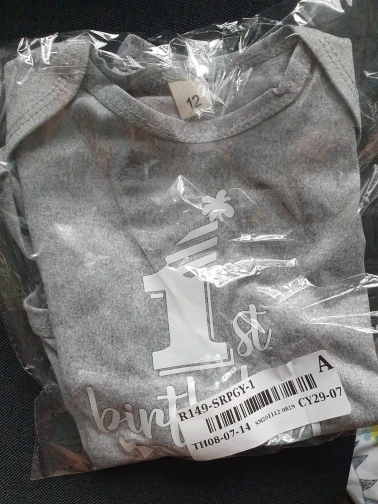 12
1st
birth
R149-SRPGY-1
A
TH08-07-14 CY29-07